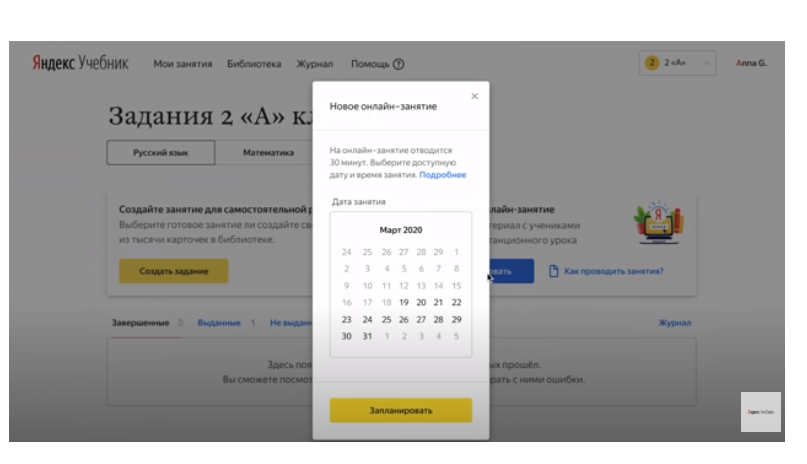 Яндекс Учебник Мои занятия Библиотека Журнал Помощь ? 2 2 «А» Anna G.
Задания 2 «А» к
Русский язык Математика
Создайте занятие для самостоятельной р
Выберите готовое занятие ли создайте св
из тысячи карточек в библиотеке.
Создать задание
Завершенные 0 Выданные 1 Не выдан
Здесь поя
Вы сможете посмот
Новое онлайн-занятие ×
На онлайн-занятие отводится
30 минут. Выберите доступную
дату и время занятия. Подробнее
Дата занятия
Март 2020
24 25 26 27 28 29 1
2 3 4 5 6 7 8
9 10 11 12 13 14 15
16 17 18 19 20 21 22
23 24 25 26 27 28 29
30 31 1 2 3 4 5
Запланировать
лайн-занятие
ериал с учениками
танционного урока
овать Как проводить занятия?
Журнал
ых прошёл.
рать с ними ошибки.
Я
Яндекс Учебник